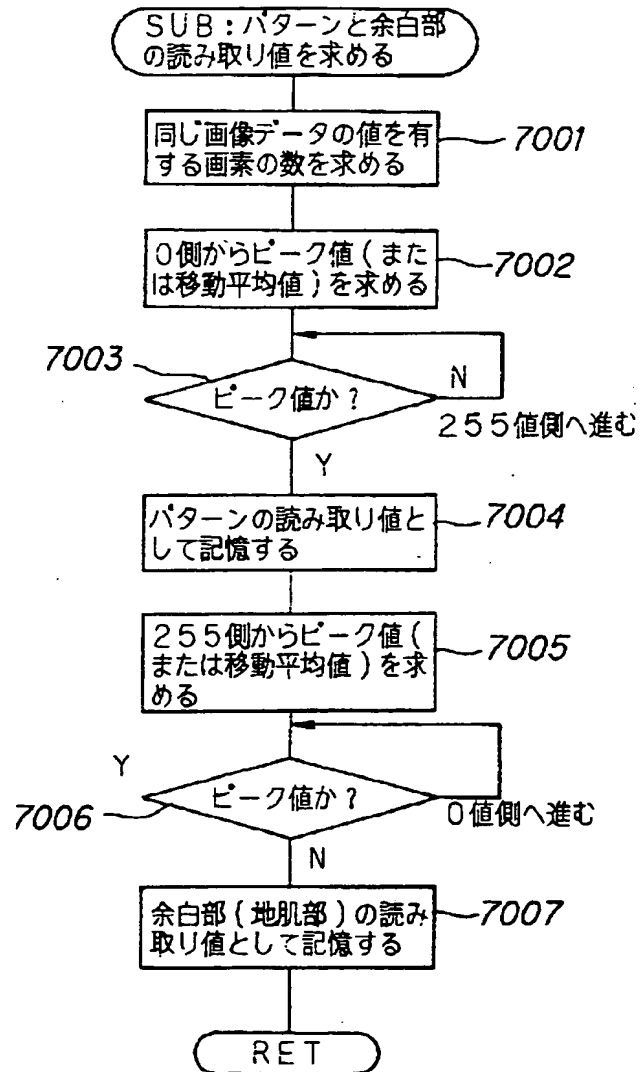 SUB:パターンと余白部
の読み取り値を求める
同じ画像データの値を有
する画素の数を求める
7001
0側からピーク値(また
は移動平均値)を求める
7002
7003
ピーク値か?
N
255値側へ進む
Y
パターンの読み取り値と
して記憶する
7004
255側からピーク値(
または移動平均値)を求
める
7005
Y
ピーク値か?
7006
0値側へ進む
N
余白部(地肌部)の読み
取り値として記憶する
7007
RET